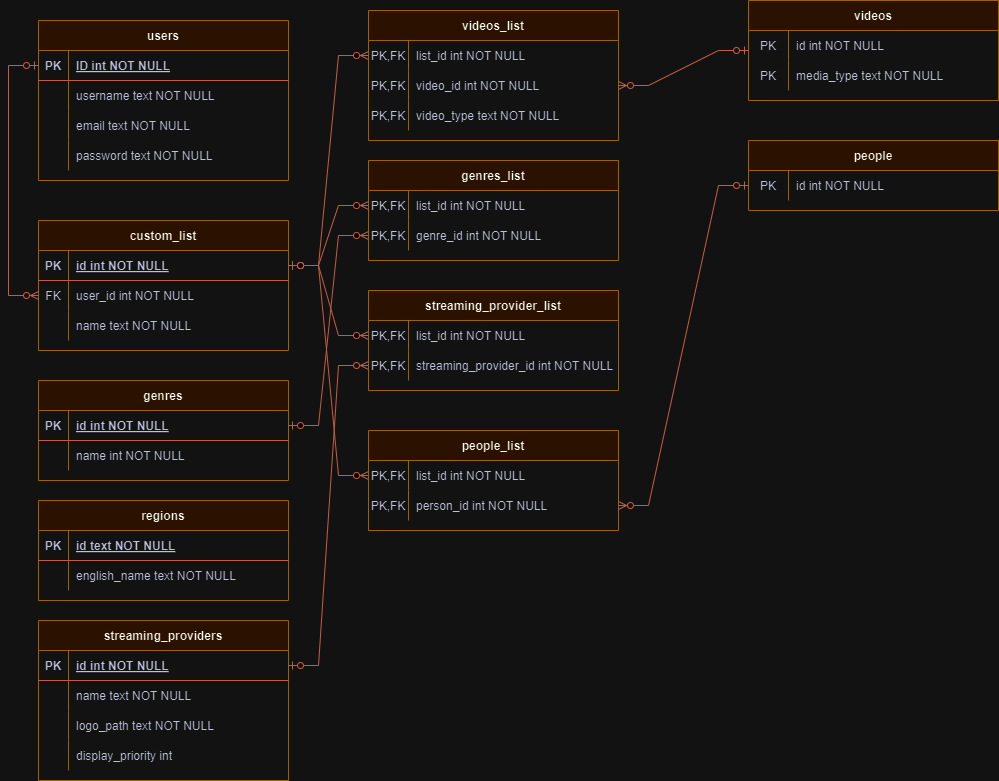 users
PK ID int NOT NULL
username text NOT NULL
email text NOT NULL
password text NOT NULL
custom_list
PK id int NOT NULL
FK user_id int NOT NULL
name text NOT NULL
genres
PK id int NOT NULL
name int NOT NULL
regions
PK id text NOT NULL
english_name text NOT NULL
streaming_providers
PK id int NOT NULL
name text NOT NULL
logo_path text NOT NULL
display_priority int
videos_list
PK,FK list_id int NOT NULL
PK,FK video_id int NOT NULL
PK,FK video_type text NOT NULL
genres_list
PK,FK list_id int NOT NULL
PK,FK genre_id int NOT NULL
streaming_provider_list
PK,FK list_id int NOT NULL
PK,FK streaming_provider_id int NOT NULL
people_list
PK,FK list_id int NOT NULL
PK,FK person_id int NOT NULL
videos
PK id int NOT NULL
PK media_type text NOT NULL
people
PK id int NOT NULL